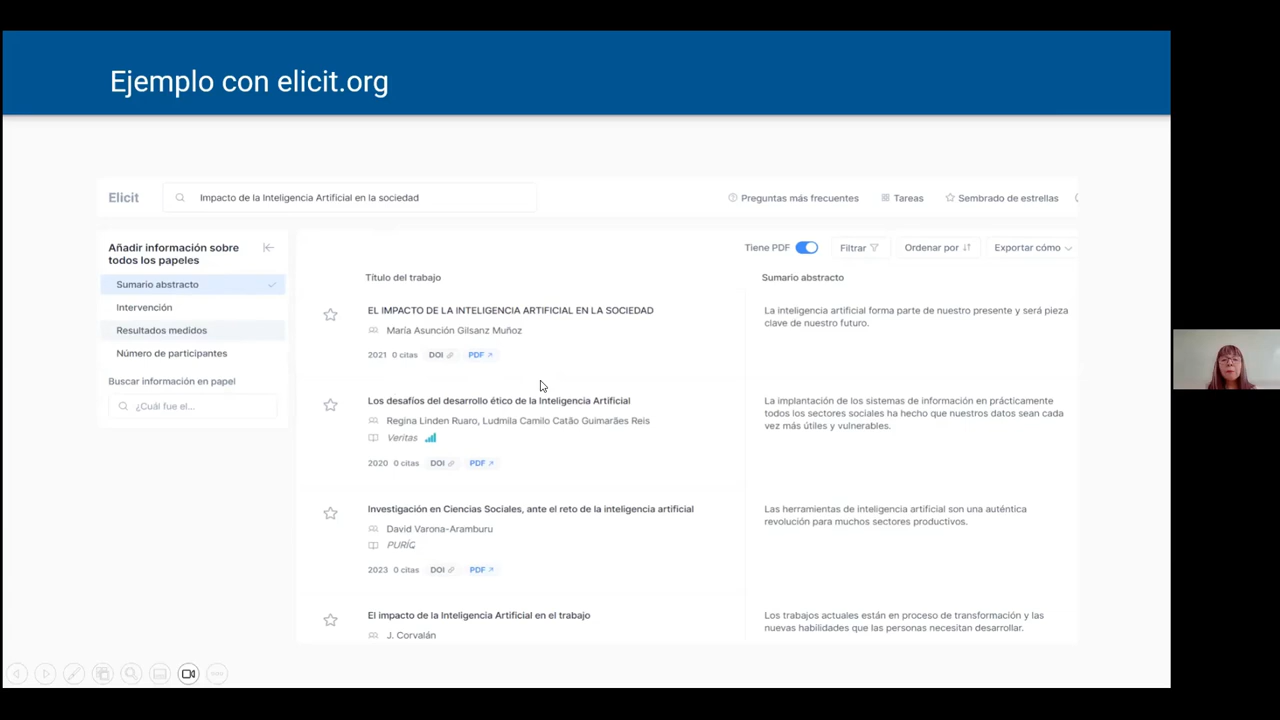 Ejemplo con elicit.org
Elicit
Impacto de la Inteligencia Artificial en la sociedad
Preguntas más frecuentes
Tareas
Sembrado de estrellas
Añadir información sobre
todos los papeles
Sumario abstracto
Intervención
Resultados medidos
Número de participantes
Buscar información en papel
¿Cuál fue el...
Tiene PDF
Filtrar
Ordenar por
Exportar cómo
Título del trabajo
Sumario abstracto
EL IMPACTO DE LA INTELIGENCIA ARTIFICIAL EN LA SOCIEDAD
María Asunción Gilsanz Muñoz
2021 0 citas DOI PDF
La inteligencia artificial forma parte de nuestro presente y será pieza
clave de nuestro futuro.
Los desafíos del desarrollo ético de la Inteligencia Artificial
Regina Linden Ruaro, Ludmila Camilo Catão Guimarães Reis
Veritas
2020 0 citas DOI PDF
La implantación de los sistemas de información en prácticamente
todos los sectores sociales ha hecho que nuestros datos sean cada
vez más útiles y vulnerables.
Investigación en Ciencias Sociales, ante el reto de la inteligencia artificial
David Varona-Aramburu
PURIQ
2023 0 citas DOI PDF
Las herramientas de inteligencia artificial son una auténtica
revolución para muchos sectores productivos.
El impacto de la Inteligencia Artificial en el trabajo
J. Corvalán
Los trabajos actuales están en proceso de transformación y las
nuevas habilidades que las personas necesitan desarrollar.